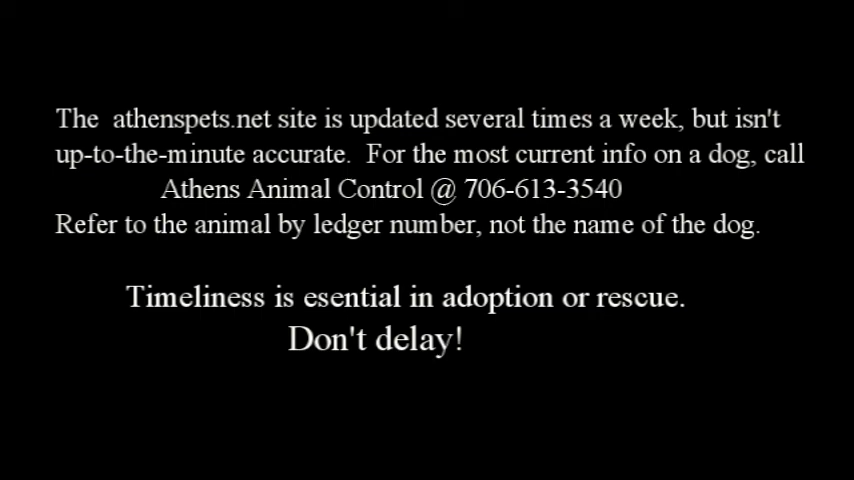 The  athenspets.net site is updated several times a week, but isn't
up-to-the-minute accurate.  For the most current info on a dog, call
Athens Animal Control @ 706-613-3540
Refer to the animal by ledger number, not the name of the dog.
Timeliness is esential in adoption or rescue.
Don't delay!